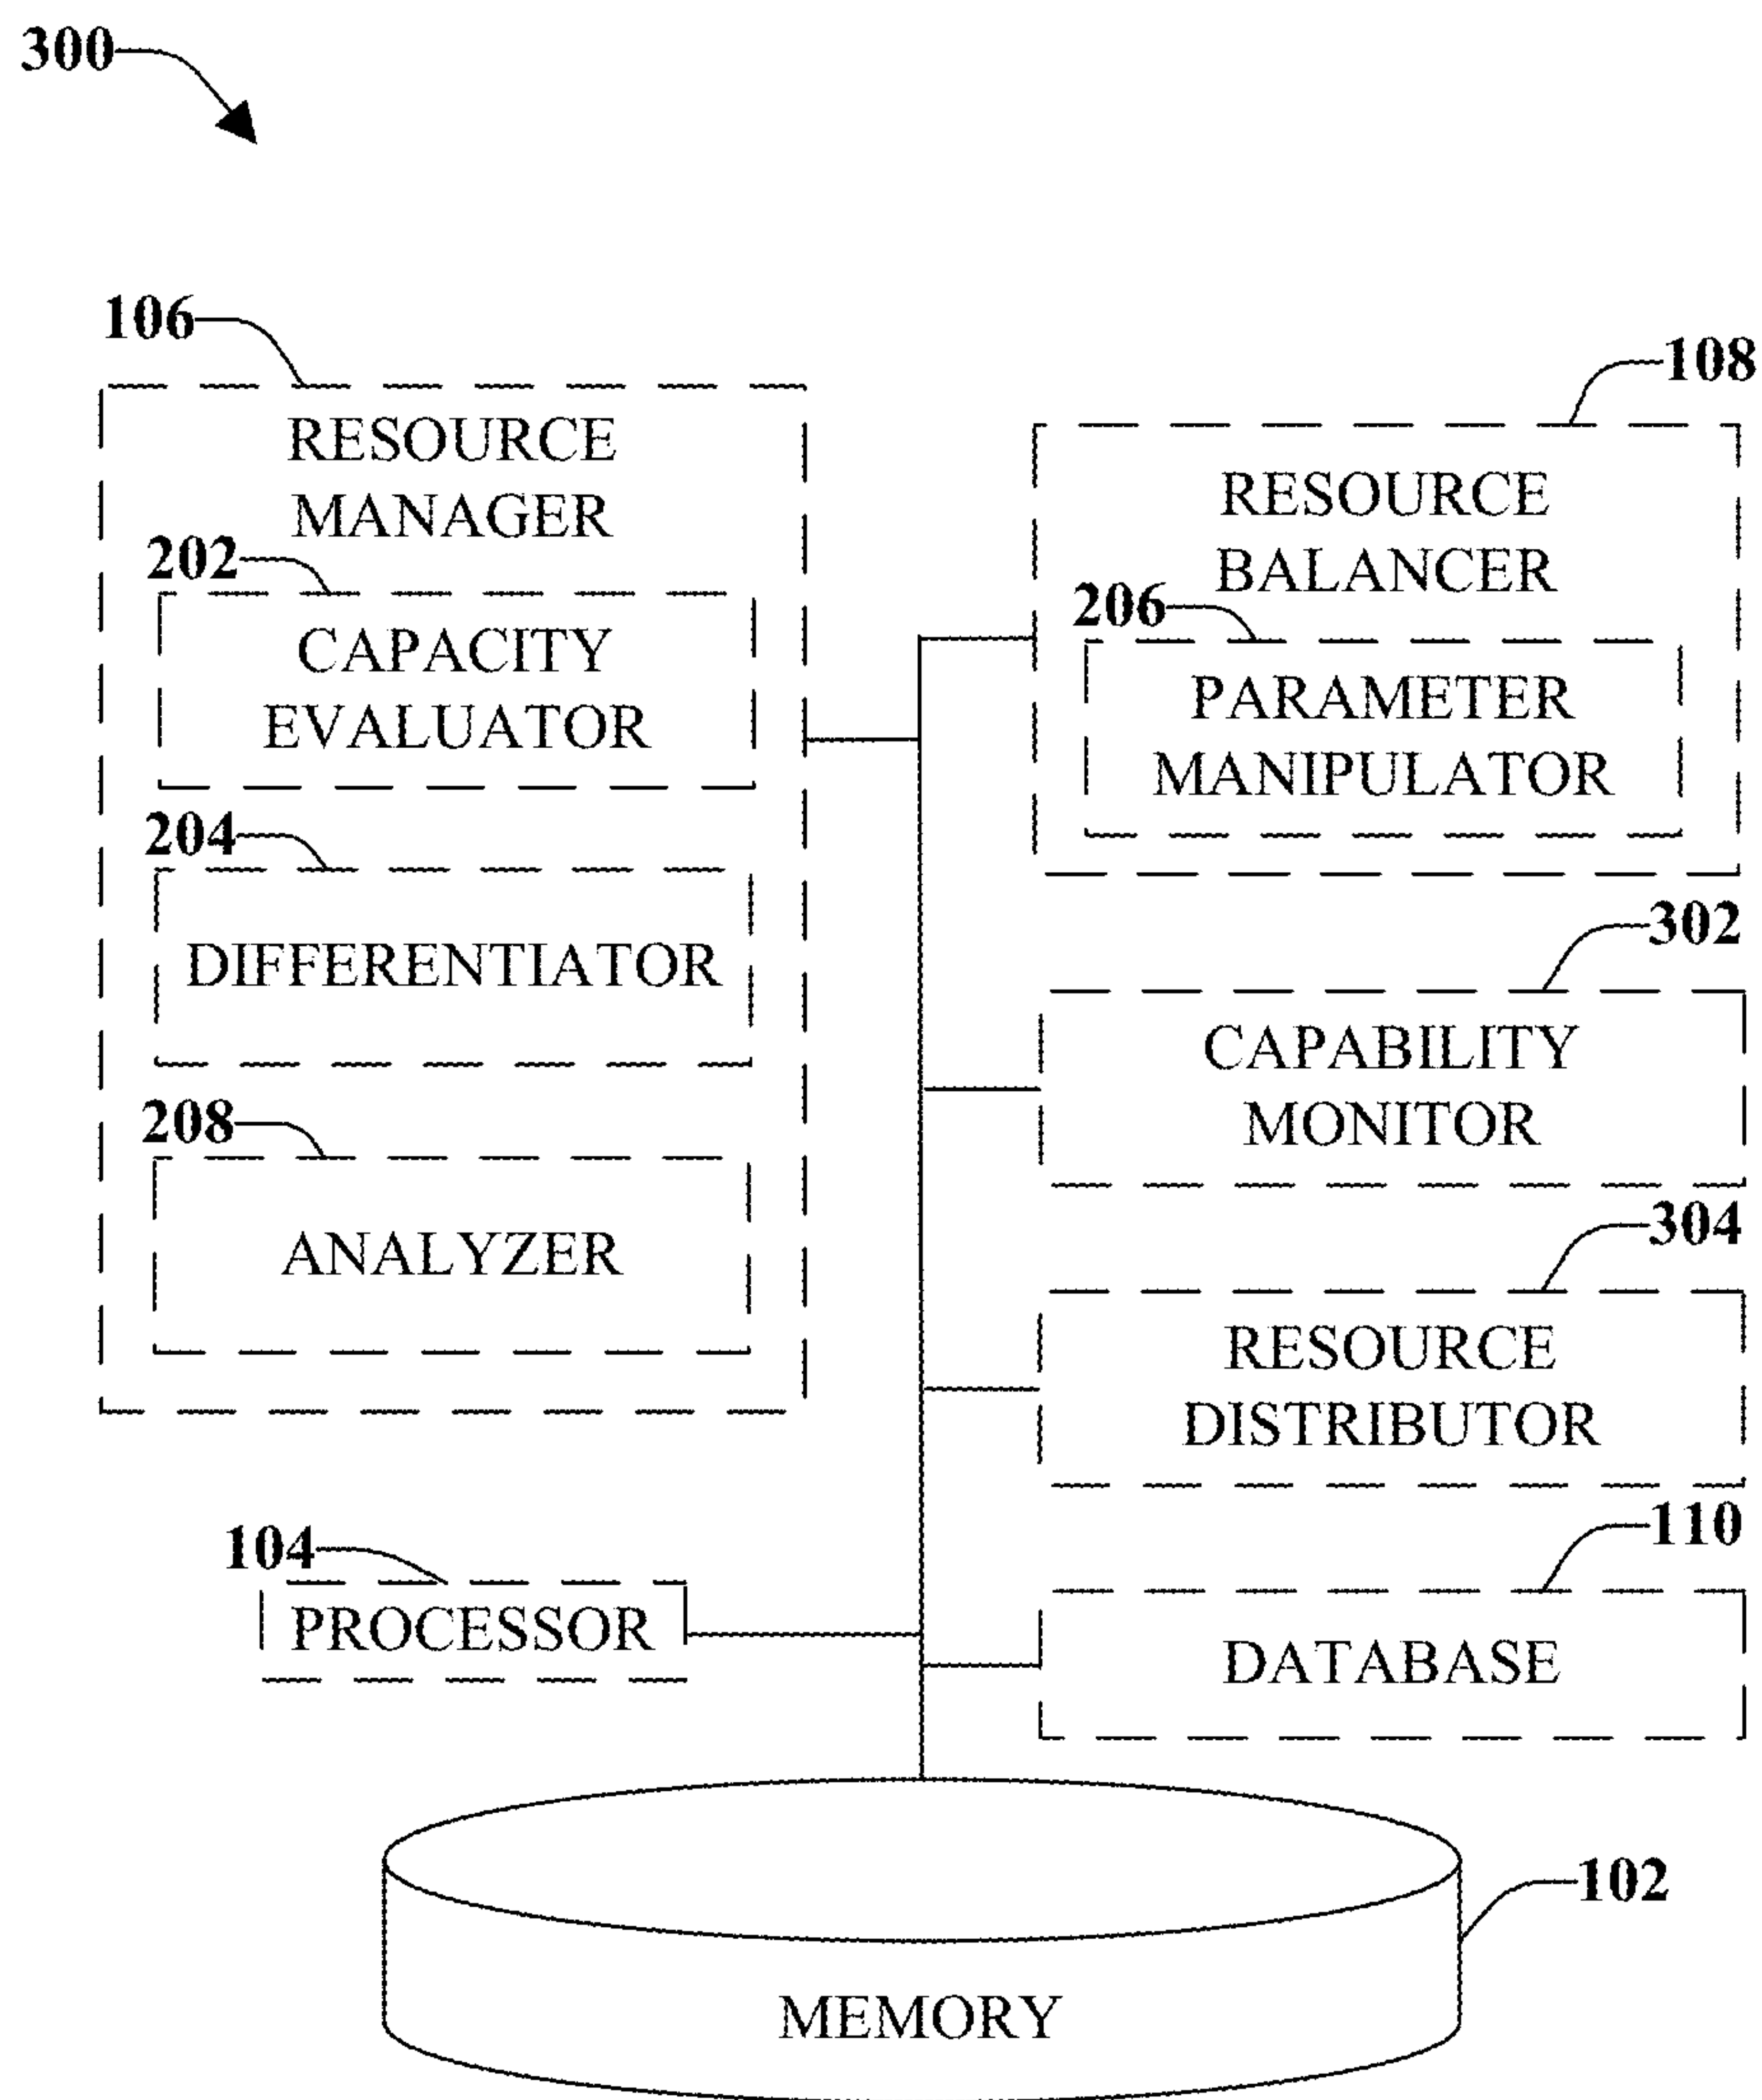 300
106
RESOURCE
MANAGER
202
CAPACITY
EVALUATOR
204
DIFFERENTIATOR
208
ANALYZER
108
RESOURCE
BALANCER
206
PARAMETER
MANIPULATOR
302
CAPABILITY
MONITOR
304
RESOURCE
DISTRIBUTOR
104
PROCESSOR
110
DATABASE
102
MEMORY